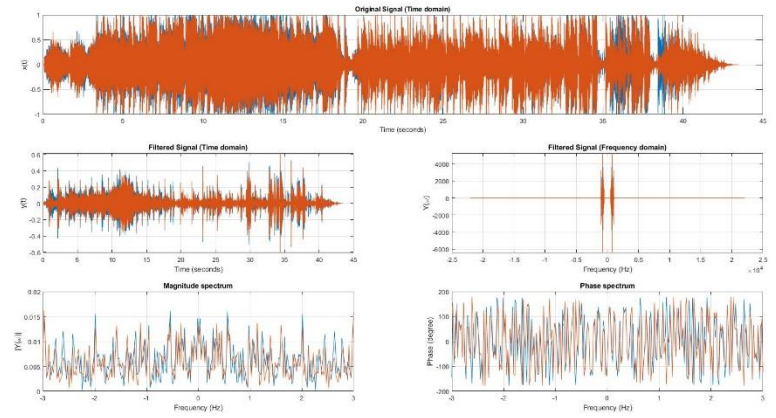 Original Signal (Time domain)
1
0.5
0
-0.5
-1
x(t)
0 5 10 15 20 25 30 35 40 45
Time (seconds)
Filtered Signal (Time domain)
0.6
0.4
0.2
0
-0.2
-0.4
-0.6
y(t)
0 5 10 15 20 25 30 35 40 45
Time (seconds)
Filtered Signal (Frequency domain)
4000
2000
0
-2000
-4000
-6000
-2.5 -2 -1.5 -1 -0.5 0 0.5 1 1.5 2 2.5
Frequency (Hz)
Magnitude spectrum
0.02
0.015
0.01
0.005
0
-3 -2 -1 0 1 2 3
Frequency (Hz)
Phase spectrum
200
100
0
-100
-200
Phase (degree)
-3 -2 -1 0 1 2 3
Frequency (Hz)